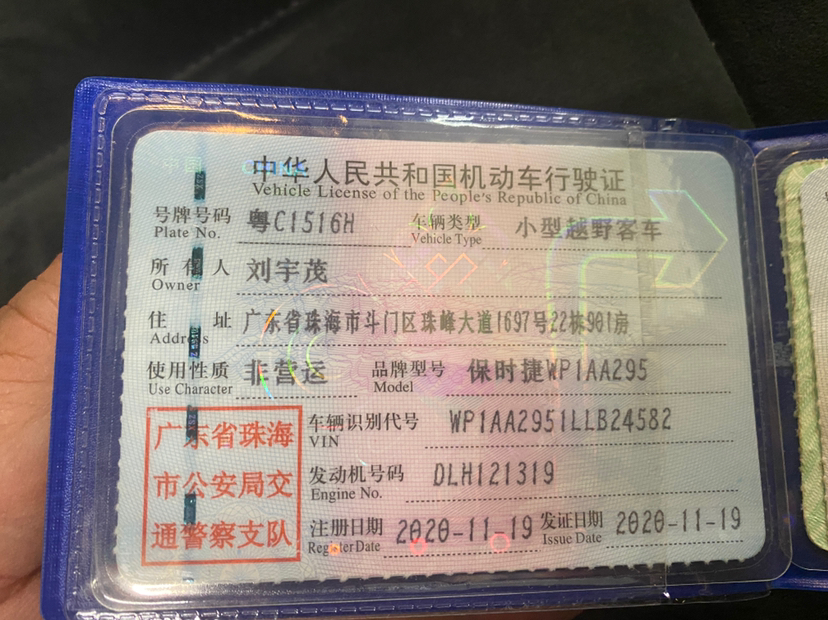 中华人民共和国机动车行驶证
Vehicle License of the People's Republic of China
号牌号码 粤C1516H 车辆类型 小型越野客车
Plate No. Vehicle Type
所有人 刘宇茂
Owner
住址 广东省珠海市斗门区珠峰大道1697号22栋901房
Address
使用性质 非营运 品牌型号 保时捷WP1AA295
Use Character Model
广东省珠海
市公安局交
通警察支队
车辆识别代号 WP1AA2951LLB24582
VIN
发动机号码 DLH121319
Engine No.
注册日期 2020-11-19 发证日期 2020-11-19
Register Date Issue Date